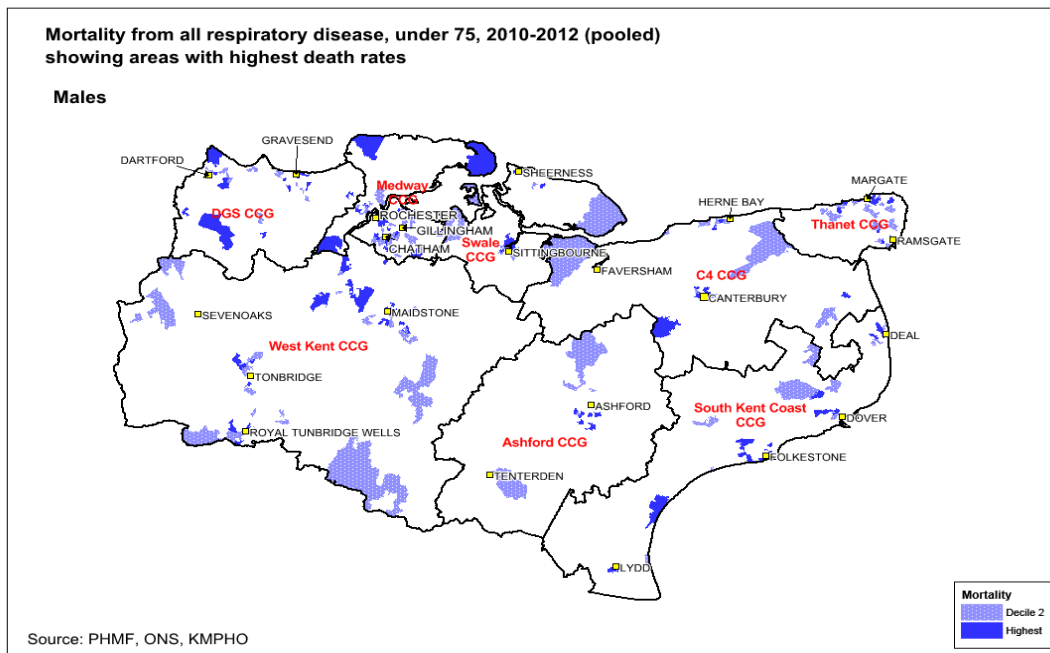 Mortality from all respiratory disease, under 75, 2010-2012 (pooled)
showing areas with highest death rates
Males
GRAVESEND
DARTFORD
SHEERNESS
MARGATE
Medway
CCG
HERNE BAY
DGS CCG
ROCHESTER
Thanet CCG
GILLINGHAM
RAMSGATE
CHATHAM
Swale
CCG
SITTINGBOURNE
FAVERSHAM
C4 CCG
CANTERBURY
SEVENOAKS
MAIDSTONE
DEAL
West Kent CCG
TONBRIDGE
ASHFORD
South Kent Coast
CCG
DOVER
ROYAL TUNBRIDGE WELLS
Ashford CCG
FOLKESTONE
TENTERDEN
LYDD
Mortality
Decile 2
Highest
Source: PHMF, ONS, KMPHO